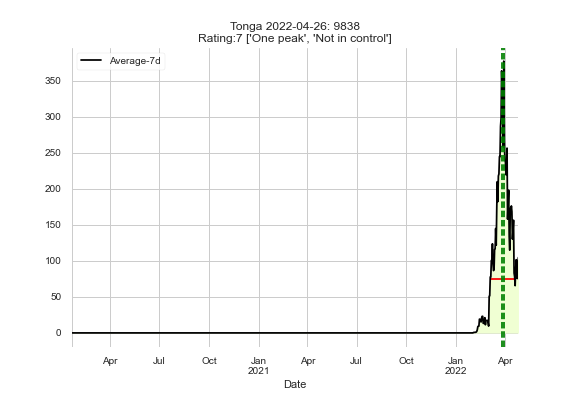 Tonga 2022-04-26: 9838
Rating:7 ['One peak', 'Not in control']
Average-7d
350
300
250
200
150
100
50
0
Apr Jul Oct Jan Apr Jul Oct Jan Apr
2021 2022
Date